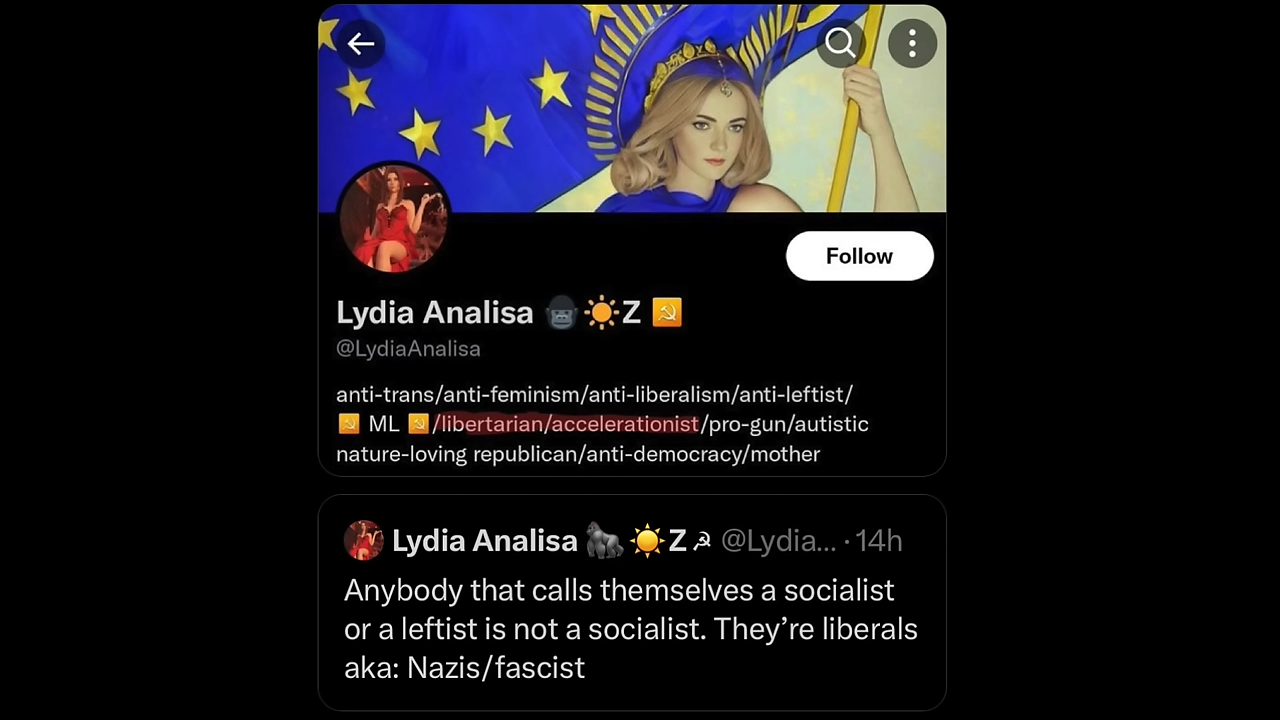 Follow
Lydia Analisa 🦍☀️Z ☭
@LydiaAnalisa
anti-trans/anti-feminism/anti-liberalism/anti-leftist/
☭ ML ☭/libertarian/accelerationist/pro-gun/autistic
nature-loving republican/anti-democracy/mother
Lydia Analisa 🦍☀️Z☭ @Lydia... · 14h
Anybody that calls themselves a socialist
or a leftist is not a socialist. They’re liberals
aka: Nazis/fascist